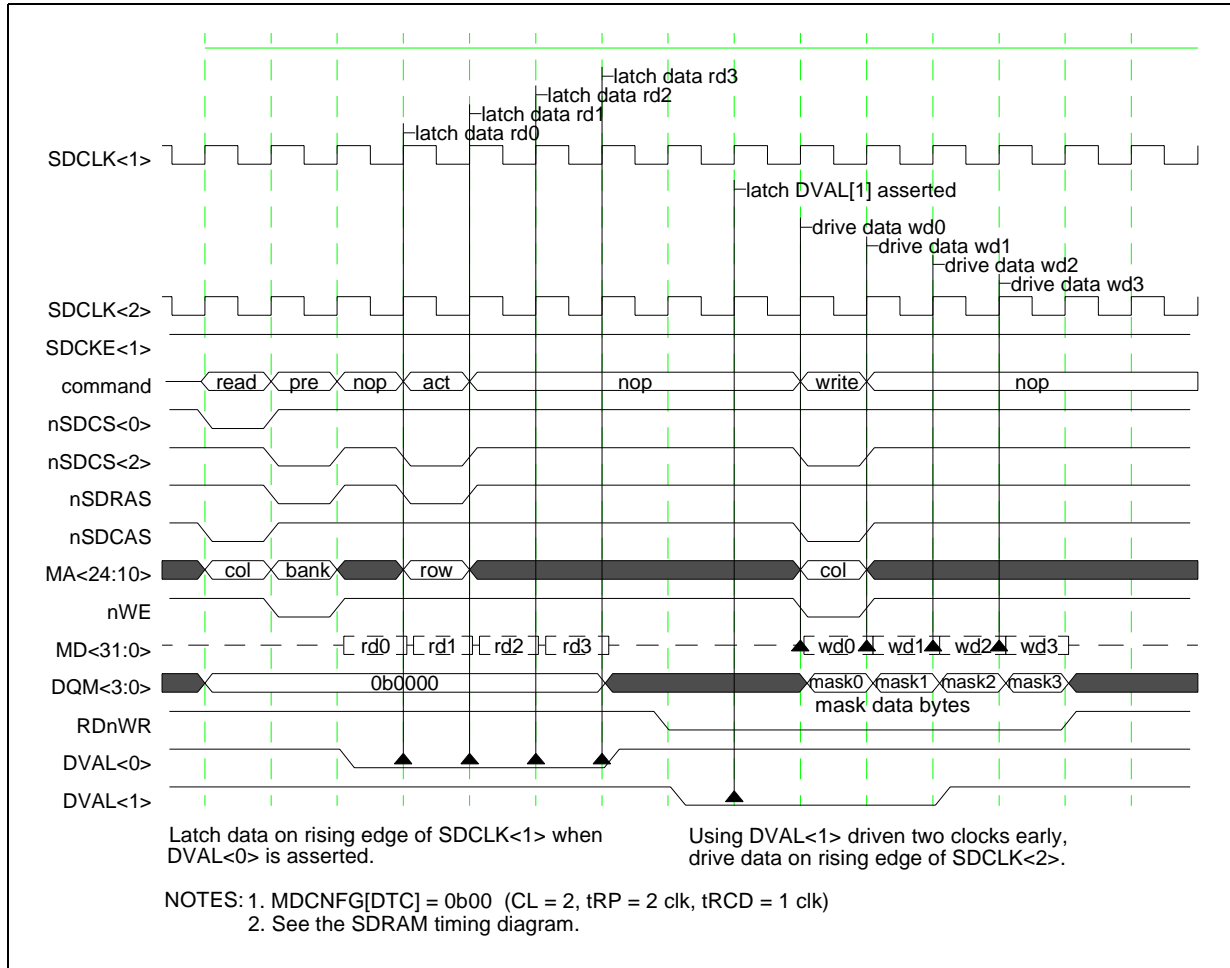 latch data rd3
latch data rd2
latch data rd1
latch data rd0
SDCLK<1>
latch DVAL[1] asserted
drive data wd0
drive data wd1
drive data wd2
drive data wd3
SDCLK<2>
SDCKE<1>
command read pre nop act nop write nop
nSDCS<0>
nSDCS<2>
nSDRAS
nSDCAS
MA<24:10> col bank row col
nWE
MD<31:0> rd0 rd1 rd2 rd3 wd0 wd1 wd2 wd3
DQM<3:0> 0b0000 mask0 mask1 mask2 mask3
mask data bytes
RDnWR
DVAL<0>
DVAL<1>
Latch data on rising edge of SDCLK<1> when
DVAL<0> is asserted.
Using DVAL<1> driven two clocks early,
drive data on rising edge of SDCLK<2>.
NOTES: 1. MDCNFG[DTC] = 0b00 (CL = 2, tRP = 2 clk, tRCD = 1 clk)
2. See the SDRAM timing diagram.